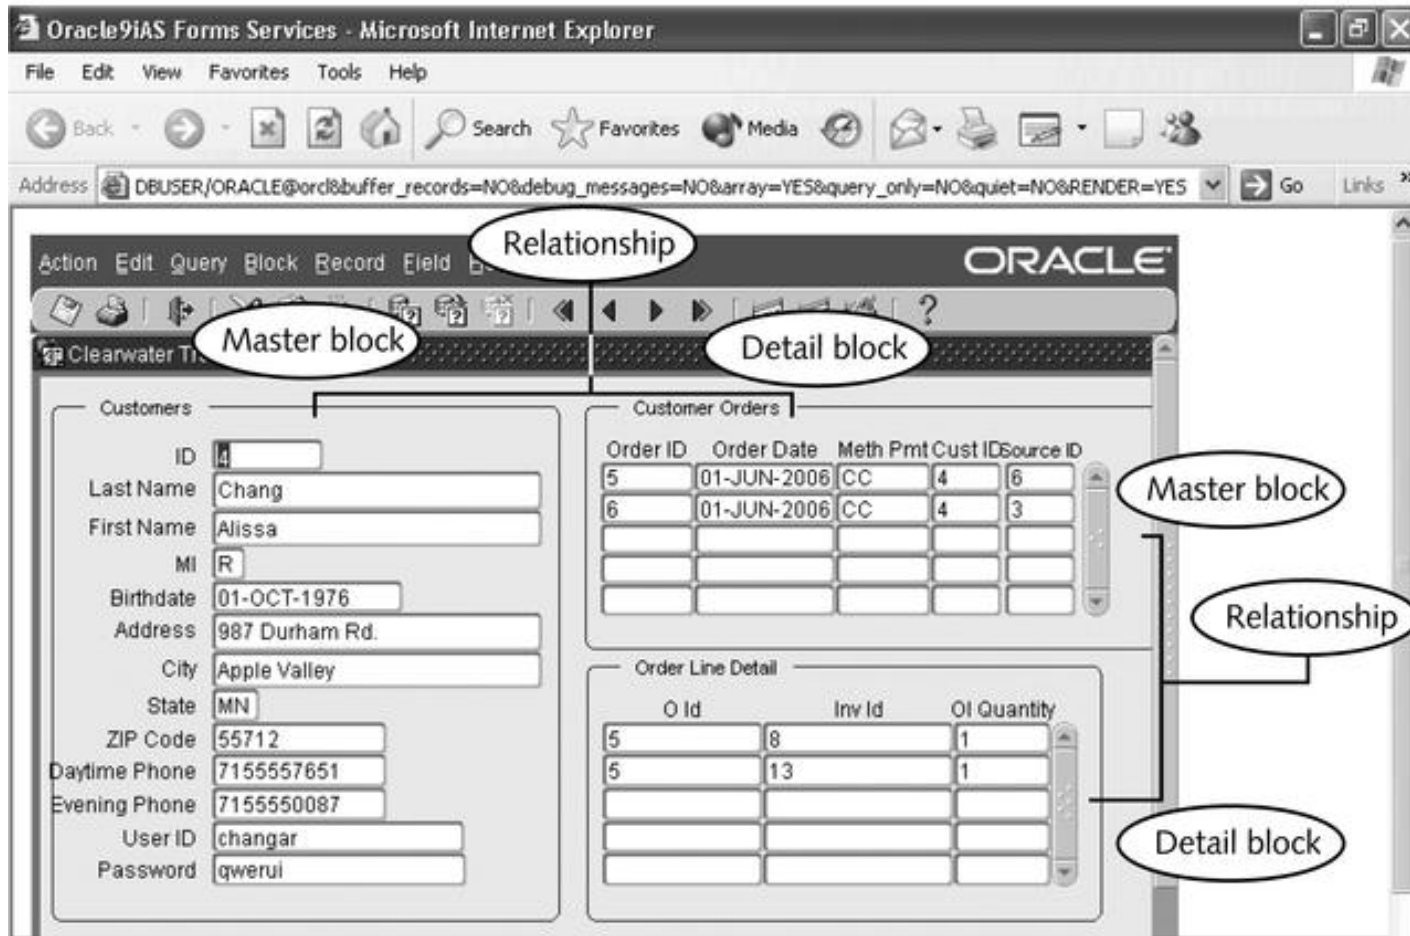 Oracle9iAS Forms Services - Microsoft Internet Explorer
File Edit View Favorites Tools Help
Back Search Favorites Media
Address DBUSER/ORACLE@orcl&buffer_records=NO&debug_messages=NO&array=YES&query_only=NO&quiet=NO&RENDER=YES Go Links
Relationship
Action Edit Query Block Record Field ORACLE
Master block
Detail block
Clearwater
Customers
ID 4
Last Name Chang
First Name Alissa
MI R
Birthdate 01-OCT-1976
Address 987 Durham Rd.
City Apple Valley
State MN
ZIP Code 55712
Daytime Phone 7155557651
Evening Phone 7155550087
User ID changar
Password qwerui
Customer Orders
Order ID Order Date Meth Pmt Cust ID Source ID
5 01-JUN-2006 CC 4 6
6 01-JUN-2006 CC 4 3
Master block
Relationship
Order Line Detail
O Id Inv Id Ol Quantity
5 8 1
5 13 1
Detail block